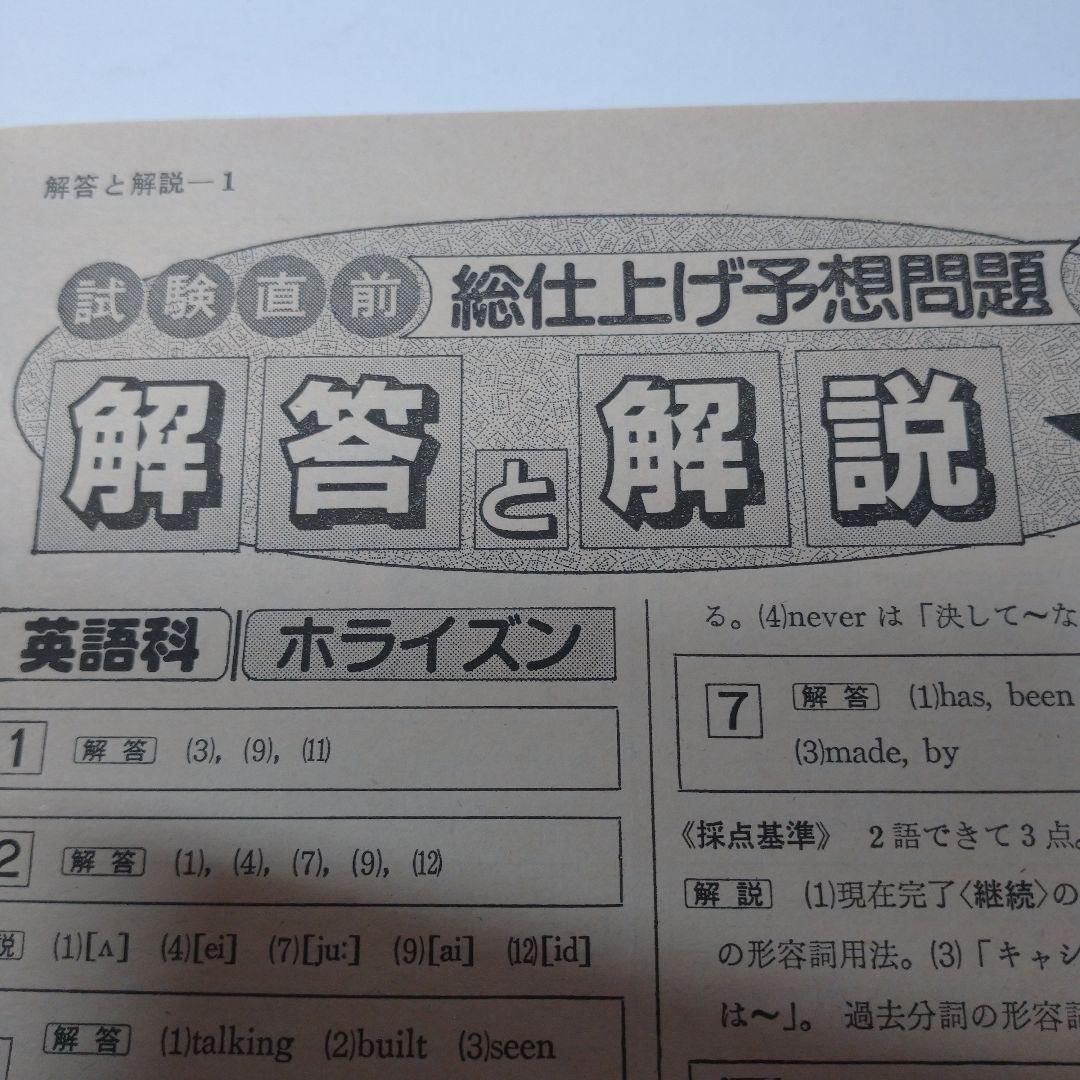 解答と解説—1
試験直前 総仕上げ予想問題
解答と解説
英語科 ホライズン
1 解答 (3), (9), (11)
2 解答 (1), (4), (7), (9), (12)
説 (1)[ʌ] (4)[ei] (7)[ju:] (9)[ai] (12)[id]
解答 (1)talking (2)built (3)seen
る。(4)never は「決して〜な
7 解答 (1)has, been
(3)made, by
《採点基準》 2語できて3点。
解説 (1)現在完了〈継続〉の
の形容詞用法。(3)「キャシ
は〜」。 過去分詞の形容詞